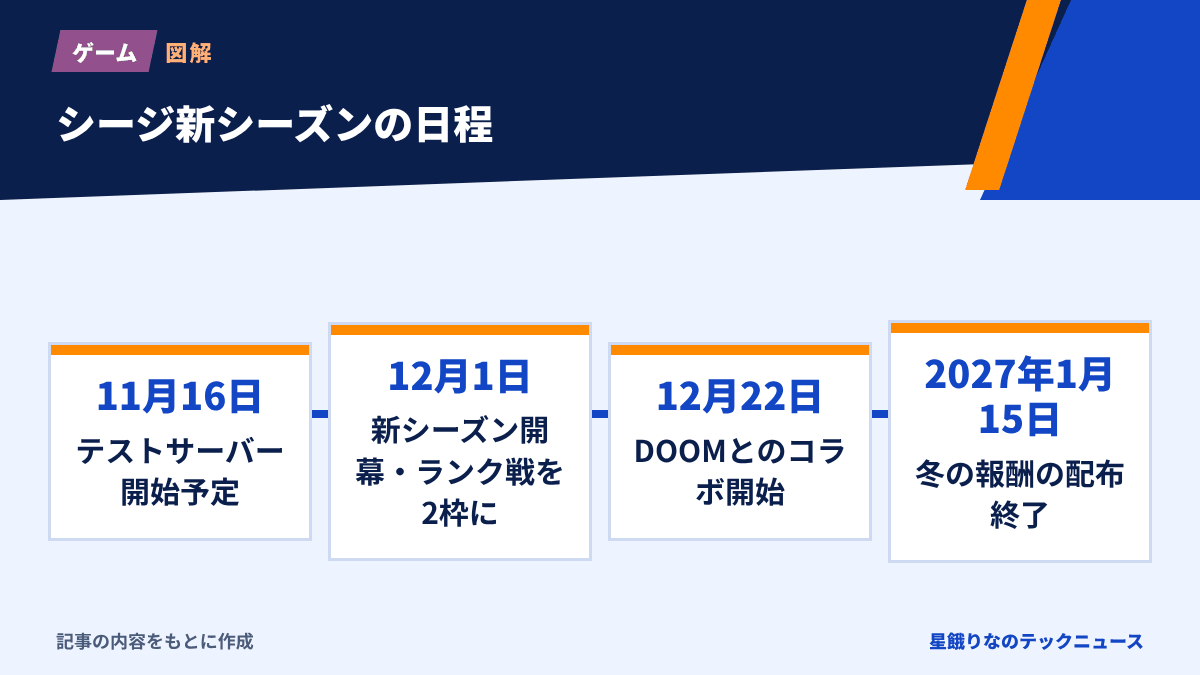 ゲーム 図解
シージ新シーズンの日程
11月16日
テストサーバー
開始予定
12月1日
新シーズン開
幕・ランク戦を
2枠に
12月22日
DOOMとのコラ
ボ開始
2027年1月
15日
冬の報酬の配布
終了
記事の内容をもとに作成
星餓りなのテックニュース